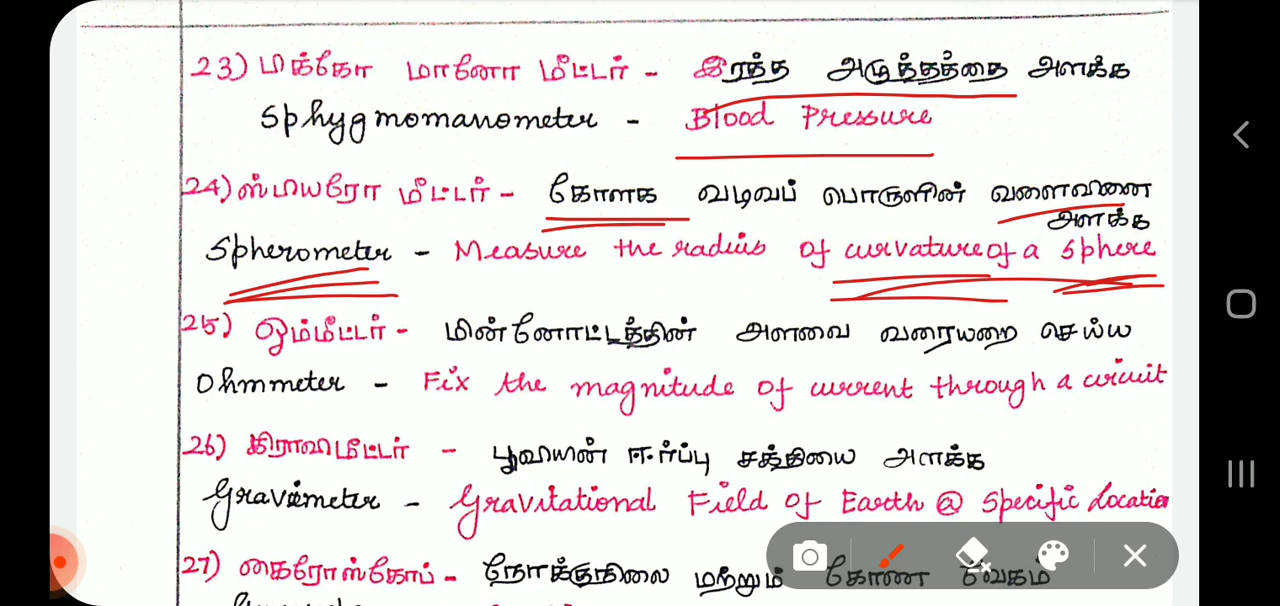 23) பிக்கோ மானோ மீட்டர் - இரத்த அழுத்தத்தை அளக்க
Sphygmomanometer - Blood Pressure
24) ஸ்பையரோ மீட்டர் - கோளக வடிவப் பொருளின் வளைவினை
அளக்க
Spherometer - Measure the radius of curvature of a sphere
25) ஓம்மீட்டர் - மின்னோட்டத்தின் அளவை வரையறை செய்ய
Ohmmeter - Fix the magnitude of current through a circuit
26) கிராவிமீட்டர் - பூவியின் ஈர்ப்பு சக்தியை அளக்க
Gravimeter - Gravitational Field of Earth @ Specific Location
27) கைரோஸ்கோப் - நோக்குநிலை மற்றும் கோண வேகம்